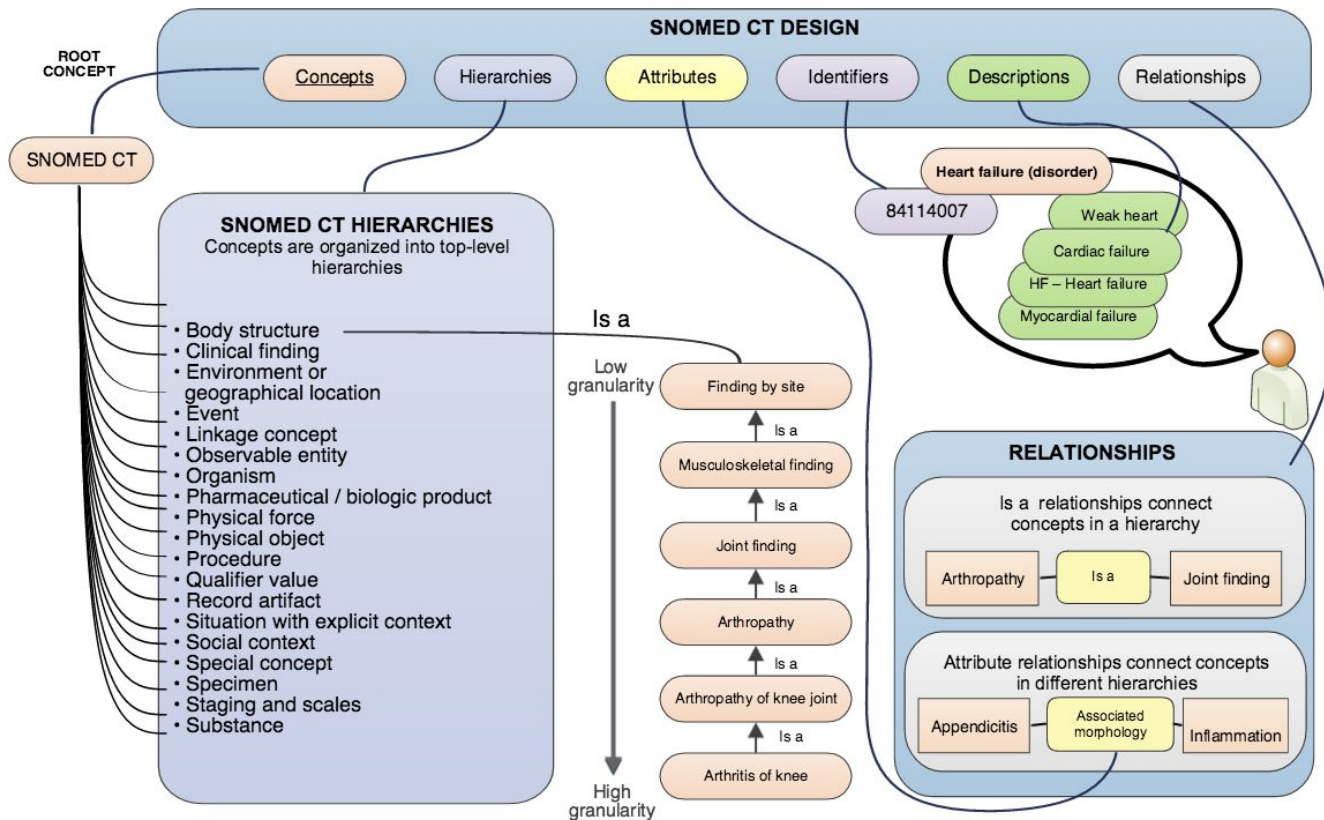 SNOMED CT DESIGN
ROOT
CONCEPT
Concepts
Hierarchies
Attributes
Identifiers
Descriptions
Relationships
SNOMED CT
SNOMED CT HIERARCHIES
Concepts are organized into top-level
hierarchies
• Body structure
• Clinical finding
• Environment or
geographical location
• Event
• Linkage concept
• Observable entity
• Organism
• Pharmaceutical / biologic product
• Physical force
• Physical object
• Procedure
• Qualifier value
• Record artifact
• Situation with explicit context
• Social context
• Special concept
• Specimen
• Staging and scales
• Substance
Is a
Low
granularity
High
granularity
Finding by site
Is a
Musculoskeletal finding
Is a
Joint finding
Is a
Arthropathy
Is a
Arthropathy of knee joint
Is a
Arthritis of knee
Heart failure (disorder)
84114007
Weak heart
Cardiac failure
HF – Heart failure
Myocardial failure
RELATIONSHIPS
Is a relationships connect
concepts in a hierarchy
Arthropathy
Is a
Joint finding
Attribute relationships connect concepts
in different hierarchies
Appendicitis
Associated
morphology
Inflammation